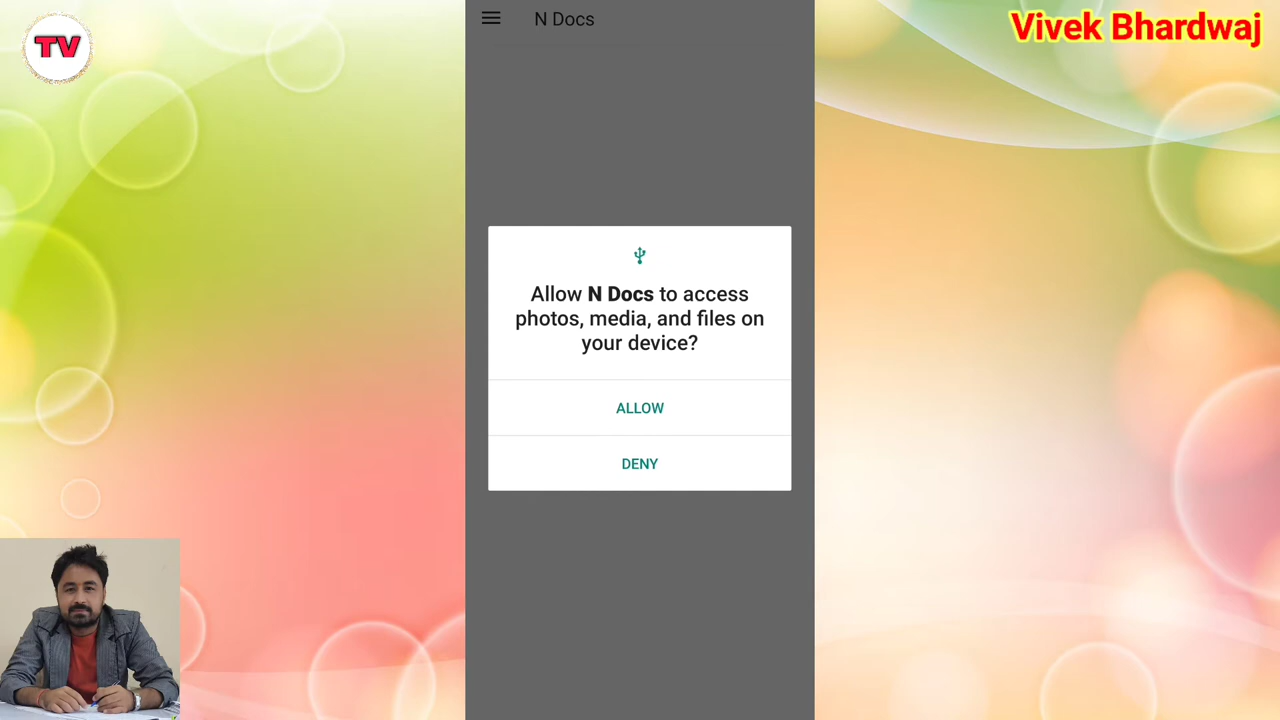 TV
N Docs
Vivek Bhardwaj
Allow N Docs to access
photos, media, and files on
your device?
ALLOW
DENY